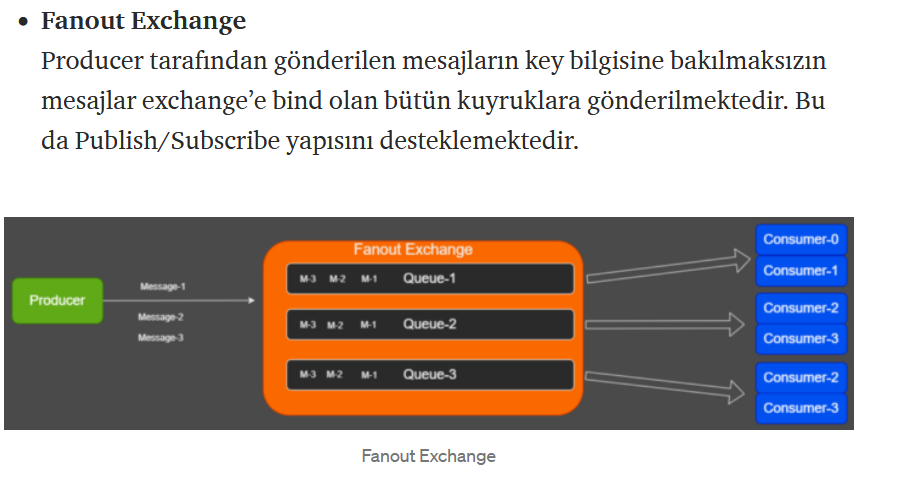 Fanout Exchange
Producer tarafından gönderilen mesajların key bilgisine bakılmaksızın
mesajlar exchange’e bind olan bütün kuyruklara gönderilmektedir. Bu
da Publish/Subscribe yapısını desteklemektedir.
Producer
Message-1
Message-2
Message-3
Fanout Exchange
M-3 M-2 M-1 Queue-1
M-3 M-2 M-1 Queue-2
M-3 M-2 M-1 Queue-3
Consumer-0
Consumer-1
Consumer-2
Consumer-3
Consumer-2
Consumer-3
Fanout Exchange